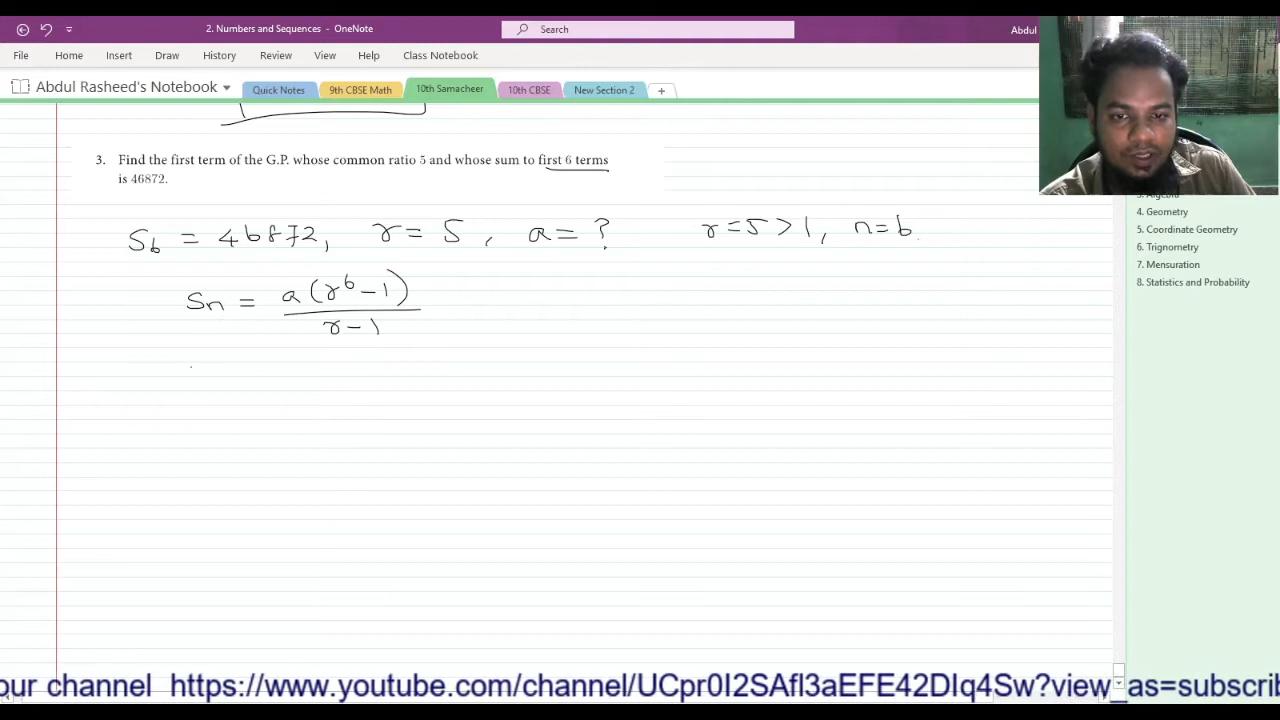 2. Numbers and Sequences - OneNote
Search
Abdul
File Home Insert Draw History Review View Help Class Notebook
Abdul Rasheed's Notebook Quick Notes 9th CBSE Math 10th Samacheer 10th CBSE New Section 2 +
3. Find the first term of the G.P. whose common ratio 5 and whose sum to first 6 terms
is 46872.
S₆ = 46872, r = 5, a = ? r = 5 > 1, n = 6.
Sn = a(r⁶ - 1)
r - 1
3. Algebra
4. Geometry
5. Coordinate Geometry
6. Trignometry
7. Mensuration
8. Statistics and Probability
our channel https://www.youtube.com/channel/UCpr0I2SAfl3aEFE42DIq4Sw?view_as=subscrib